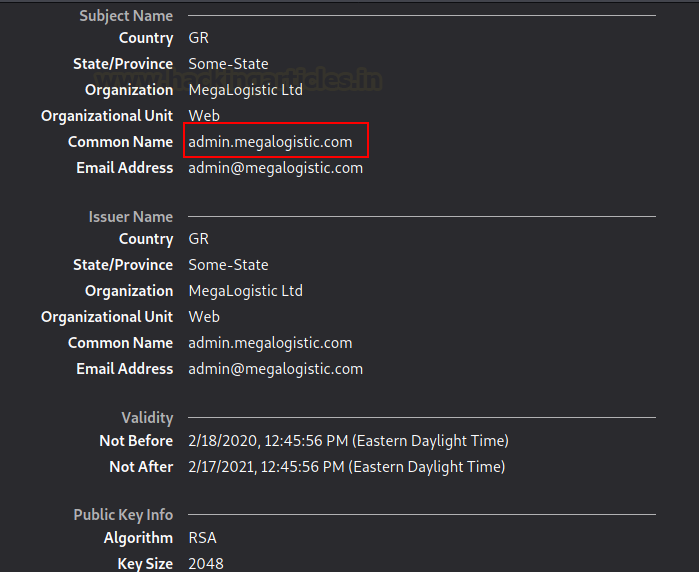 Subject Name
Country GR
State/Province Some-State
www.hackingarticles.in
Organization MegaLogistic Ltd
Organizational Unit Web
Common Name admin.megalogistic.com
Email Address admin@megalogistic.com
Issuer Name
Country GR
State/Province Some-State
Organization MegaLogistic Ltd
Organizational Unit Web
Common Name admin.megalogistic.com
Email Address admin@megalogistic.com
Validity
Not Before 2/18/2020, 12:45:56 PM (Eastern Daylight Time)
Not After 2/17/2021, 12:45:56 PM (Eastern Daylight Time)
Public Key Info
Algorithm RSA
Key Size 2048